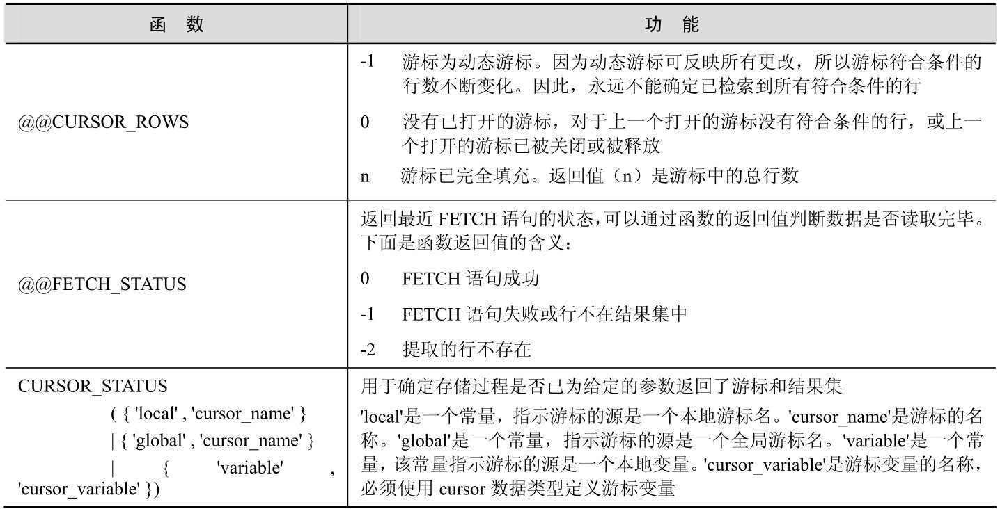 函 数 功 能
-1 游标为动态游标。因为动态游标可反映所有更改，所以游标符合条件的
行数不断变化。因此，永远不能确定已检索到所有符合条件的行
@@CURSOR_ROWS
0 没有已打开的游标，对于上一个打开的游标没有符合条件的行，或上一
个打开的游标已被关闭或被释放
n 游标已完全填充。返回值（n）是游标中的总行数
返回最近 FETCH 语句的状态，可以通过函数的返回值判断数据是否读取完毕。
下面是函数返回值的含义：
@@FETCH_STATUS
0 FETCH 语句成功
-1 FETCH 语句失败或行不在结果集中
-2 提取的行不存在
CURSOR_STATUS
( { 'local' , 'cursor_name' }
| { 'global' , 'cursor_name' }
| { 'variable' ,
'cursor_variable' })
用于确定存储过程是否已为给定的参数返回了游标和结果集
'local'是一个常量，指示游标的源是一个本地游标名。'cursor_name'是游标的名
称。'global'是一个常量，指示游标的源是一个全局游标名。'variable'是一个常
量，该常量指示游标的源是一个本地变量。'cursor_variable'是游标变量的名称，
必须使用 cursor 数据类型定义游标变量